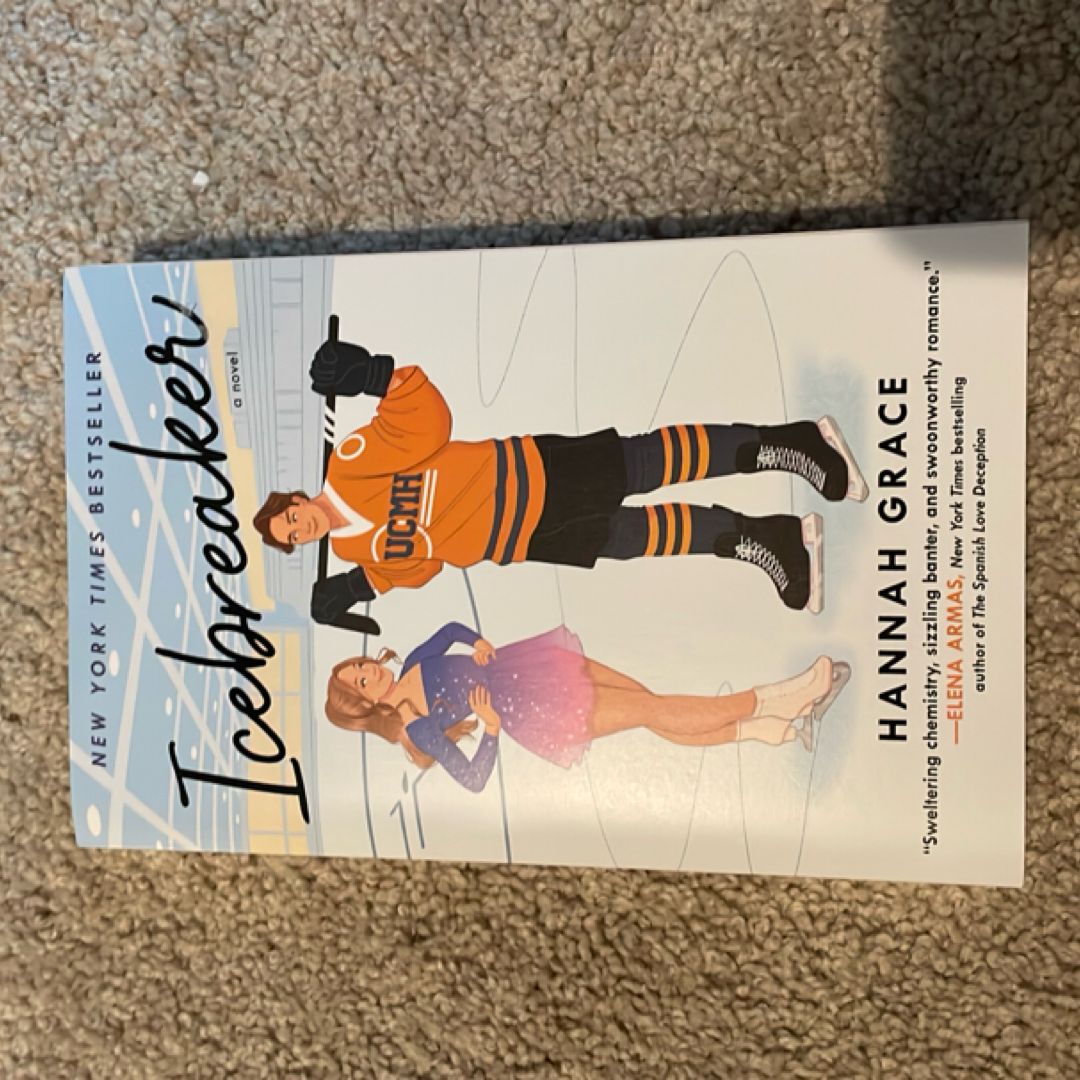 NEW YORK TIMES BESTSELLER
Icebreaker
a novel
UCMH
HANNAH GRACE
"Sweltering chemistry, sizzling banter, and swoonworthy romance."
—ELENA ARMAS, New York Times bestselling
author of The Spanish Love Deception